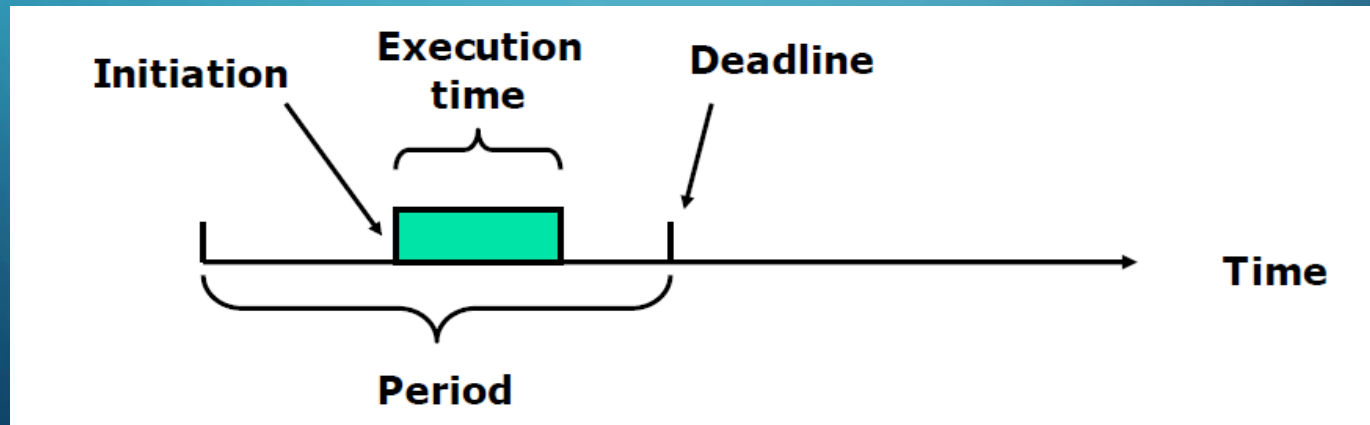 Initiation
Execution
time
Deadline
Time
Period